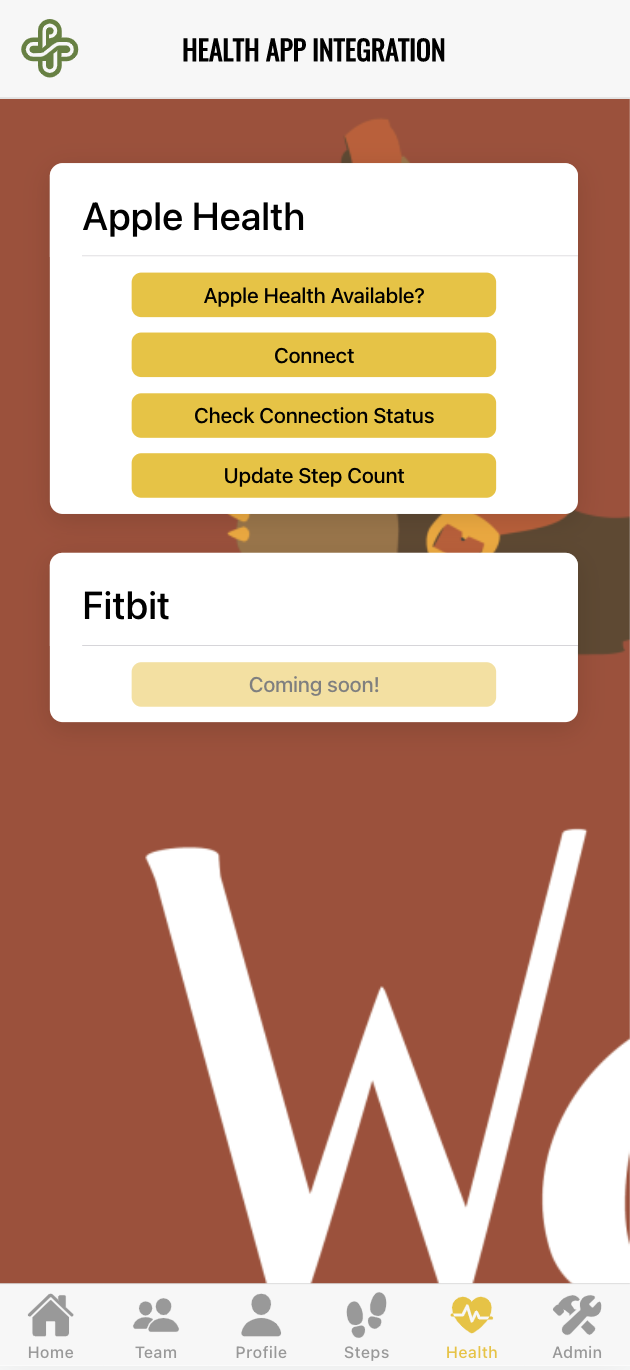 HEALTH APP INTEGRATION
Apple Health
Apple Health Available?
Connect
Check Connection Status
Update Step Count
Fitbit
Coming soon!
Wo
Home Team Profile Steps Health Admin